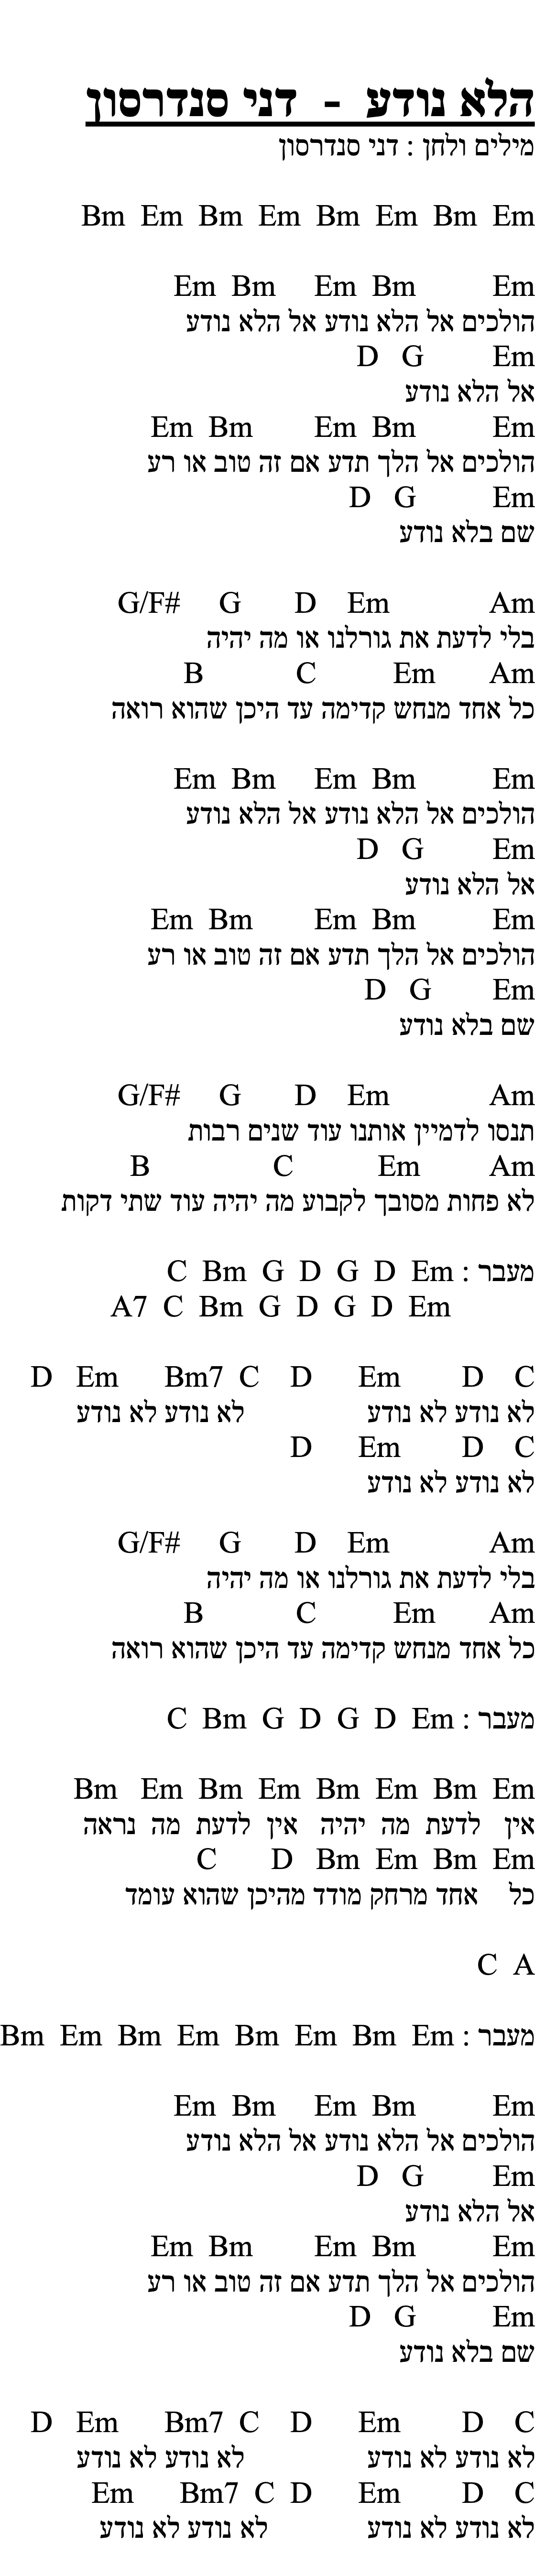 הלא נודע - דני סנדרסון
מילים ולחן : דני סנדרסון
Bm Em Bm Em Bm Em Bm Em
Em Bm Em Bm Em
הולכים אל הלא נודע אל הלא נודע
D G Em
אל הלא נודע
Em Bm Em Bm Em
הולכים אל הלך תדע אם זה טוב או רע
D G Em
שם בלא נודע
G/F# G D Em Am
בלי לדעת את גורלנו או מה יהיה
B C Em Am
כל אחד מנחש קדימה עד היכן שהוא רואה
Em Bm Em Bm Em
הולכים אל הלא נודע אל הלא נודע
D G Em
אל הלא נודע
Em Bm Em Bm Em
הולכים אל הלך תדע אם זה טוב או רע
D G Em
שם בלא נודע
G/F# G D Em Am
תנסו לדמיין אותנו עוד שנים רבות
B C Em Am
לא פחות מסובך לקבוע מה יהיה עוד שתי דקות
מעבר : C Bm G D G D Em
A7 C Bm G D G D Em
D Em Bm7 C D Em D C
לא נודע לא נודע לא נודע לא נודע
D Em D C
לא נודע לא נודע
G/F# G D Em Am
בלי לדעת את גורלנו או מה יהיה
B C Em Am
כל אחד מנחש קדימה עד היכן שהוא רואה
מעבר : C Bm G D G D Em
Bm Em Bm Em Bm Em Bm Em
אין לדעת מה יהיה אין לדעת מה נראה
C D Bm Em Bm Em
כל אחד מרחק מודד מהיכן שהוא עומד
C A
מעבר : Bm Em Bm Em Bm Em Bm Em
Em Bm Em Bm Em
הולכים אל הלא נודע אל הלא נודע
D G Em
אל הלא נודע
Em Bm Em Bm Em
הולכים אל הלך תדע אם זה טוב או רע
D G Em
שם בלא נודע
D Em Bm7 C D Em D C
לא נודע לא נודע לא נודע לא נודע
Em Bm7 C D Em D C
לא נודע לא נודע לא נודע לא נודע